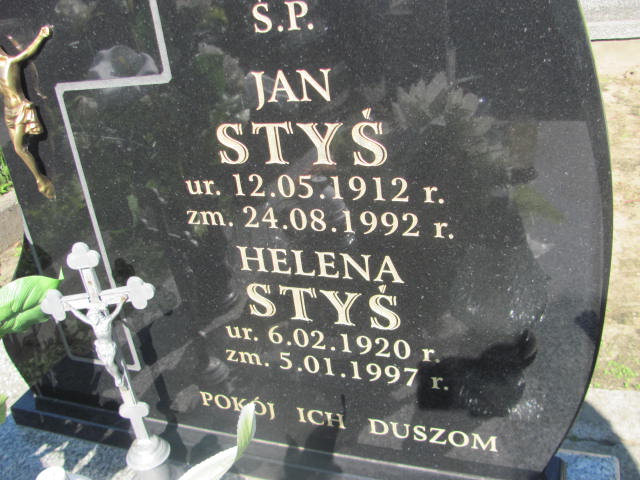 Ś.P.
JAN
STYŚ
ur. 12.05.1912 r.
zm. 24.08.1992 r.
HELENA
STYŚ
ur. 6.02.1920 r.
zm. 5.01.1997 r.
POKÓJ ICH DUSZOM